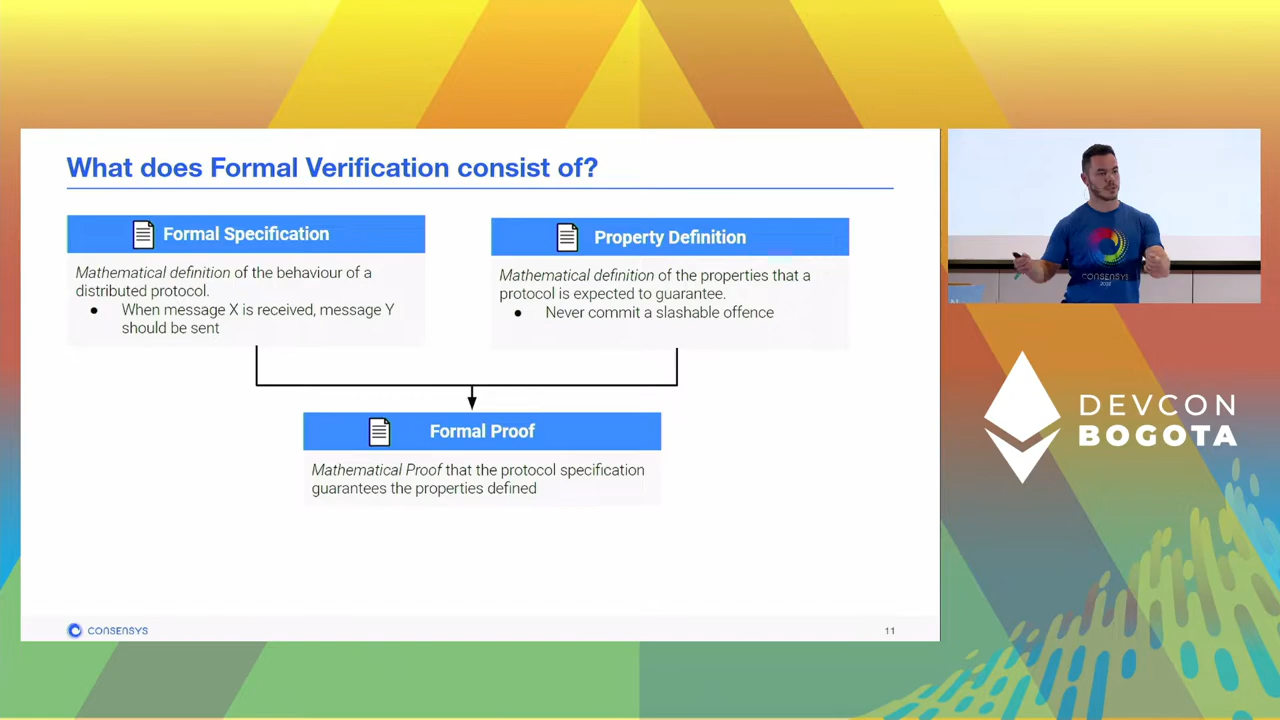 What does Formal Verification consist of?
Formal Specification
Mathematical definition of the behaviour of a
distributed protocol.
● When message X is received, message Y
should be sent
Property Definition
Mathematical definition of the properties that a
protocol is expected to guarantee.
● Never commit a slashable offence
Formal Proof
Mathematical Proof that the protocol specification
guarantees the properties defined
CONSENSYS
11
CONSENSYS
DEVCON
BOGOTA